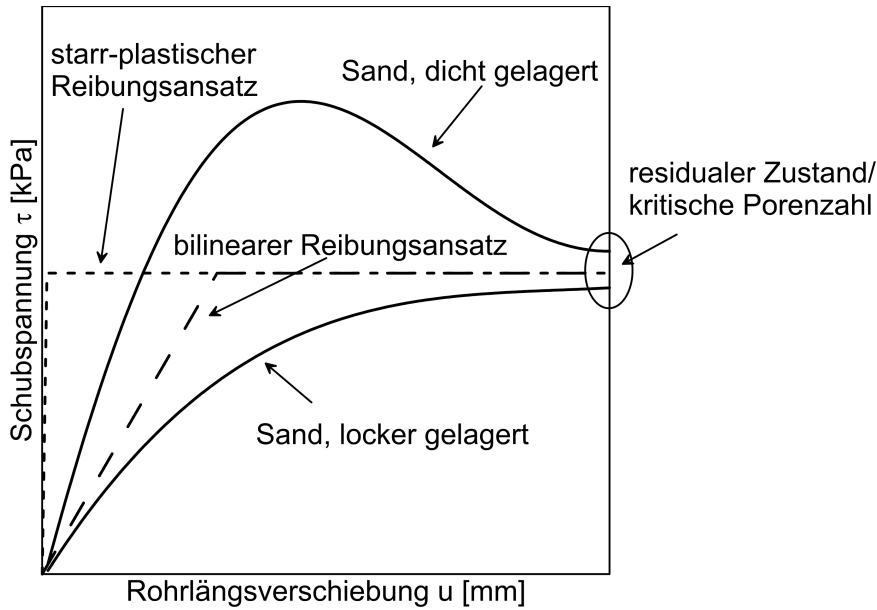 starr-plastischer
Reibungsansatz
Sand, dicht gelagert
residualer Zustand/
kritische Porenzahl
bilinearer Reibungsansatz
Sand, locker gelagert
Schubspannung τ [kPa]
Rohrlängsverschiebung u [mm]